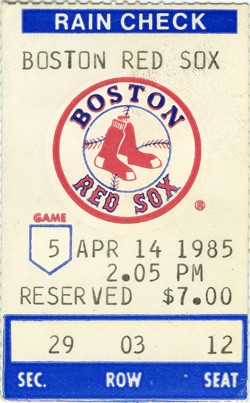 RAIN CHECK
BOSTON RED SOX
BOSTON
RED SOX
®
GAME
5 APR 14 1985
2.05 PM
RESERVED $7.00
29 03 12
SEC. ROW SEAT